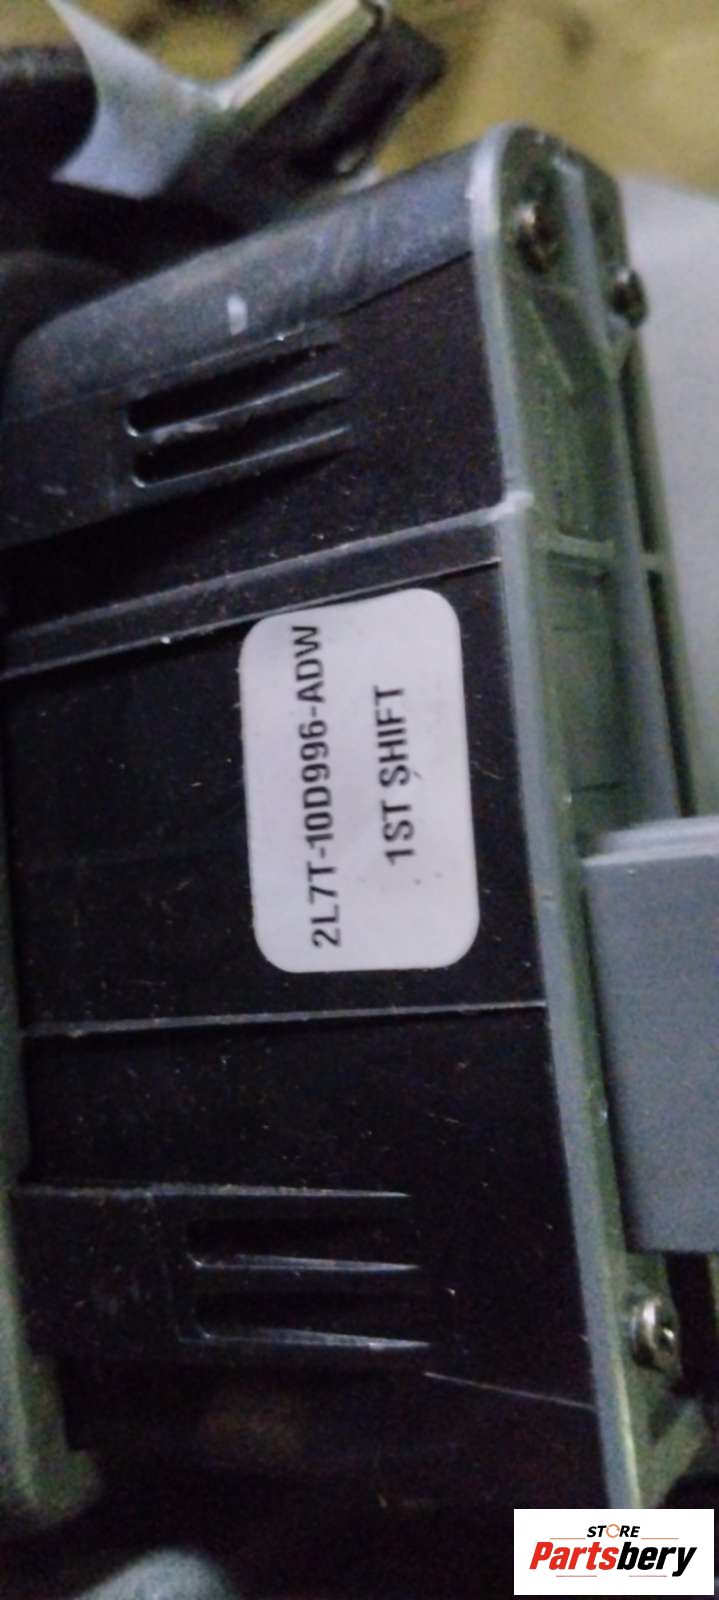 2L7T-10D996-ADW
1ST SHIFT
STORE
Partsbery